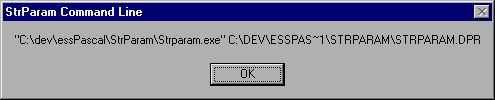 StrParam Command Line
"C:\dev\essPascal\StrParam\Strparam.exe" C:\DEV\ESSPAS~1\STRPARAM\STRPARAM.DPR
OK